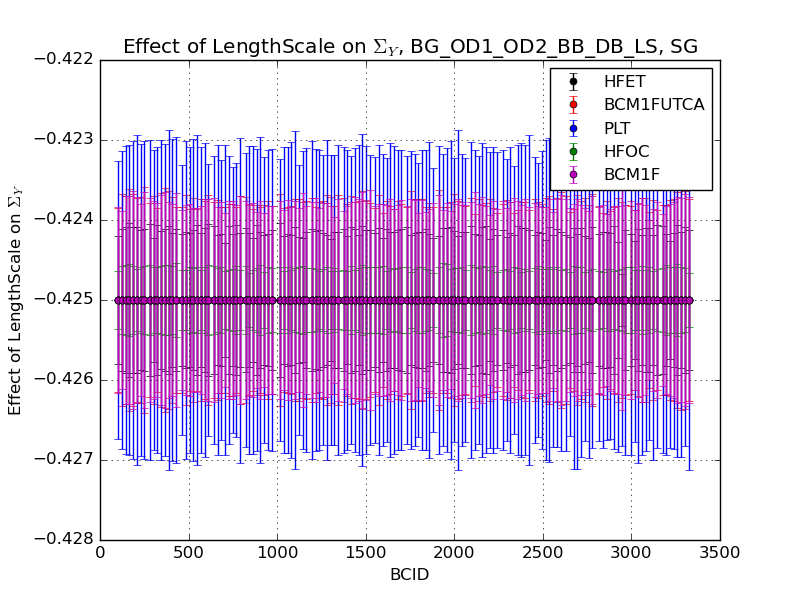 Effect of LengthScale on Σ_Y, BG_OD1_OD2_BB_DB_LS, SG
−0.422
−0.423
−0.424
−0.425
−0.426
−0.427
−0.428
Effect of LengthScale on Σ_Y
HFET
BCM1FUTCA
PLT
HFOC
BCM1F
0 500 1000 1500 2000 2500 3000 3500
BCID